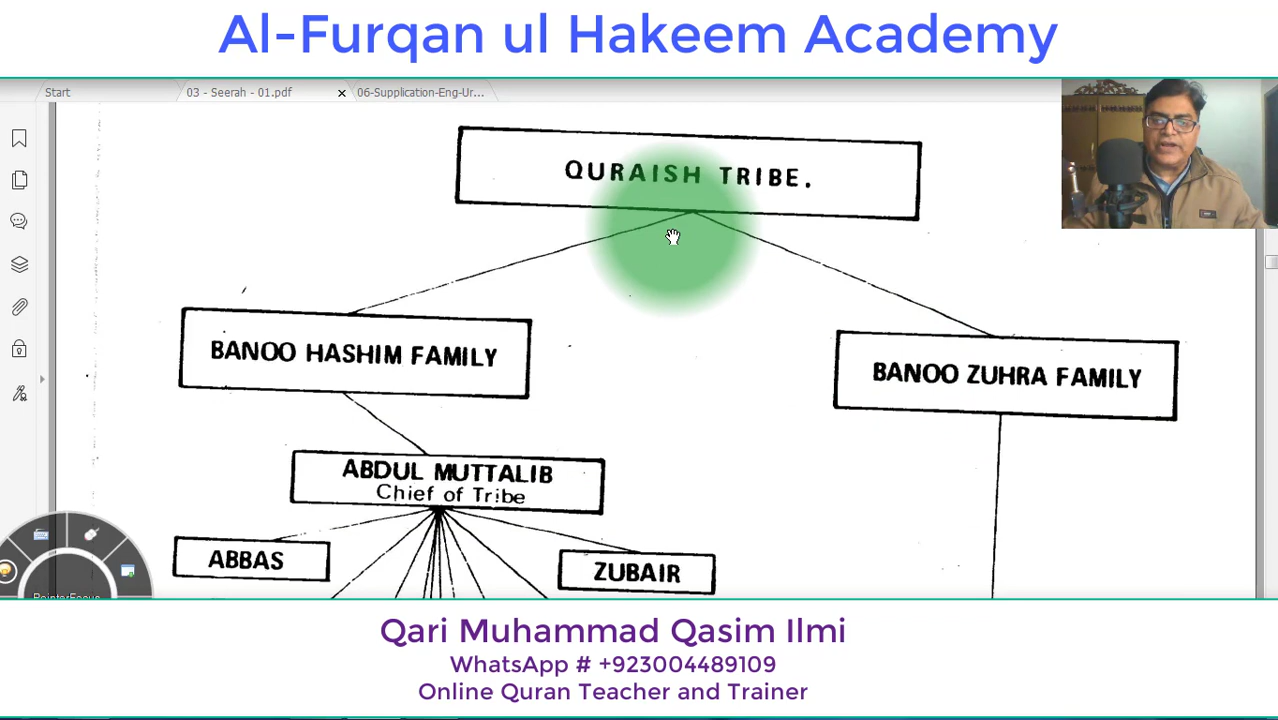 Al-Furqan ul Hakeem Academy
Start
03 - Seerah - 01.pdf
06-Supplication-Eng-Ur...
QURAISH TRIBE.
BANOO HASHIM FAMILY
BANOO ZUHRA FAMILY
ABDUL MUTTALIB
Chief of Tribe
ABBAS
ZUBAIR
PointerFocus
Qari Muhammad Qasim Ilmi
WhatsApp # +923004489109
Online Quran Teacher and Trainer